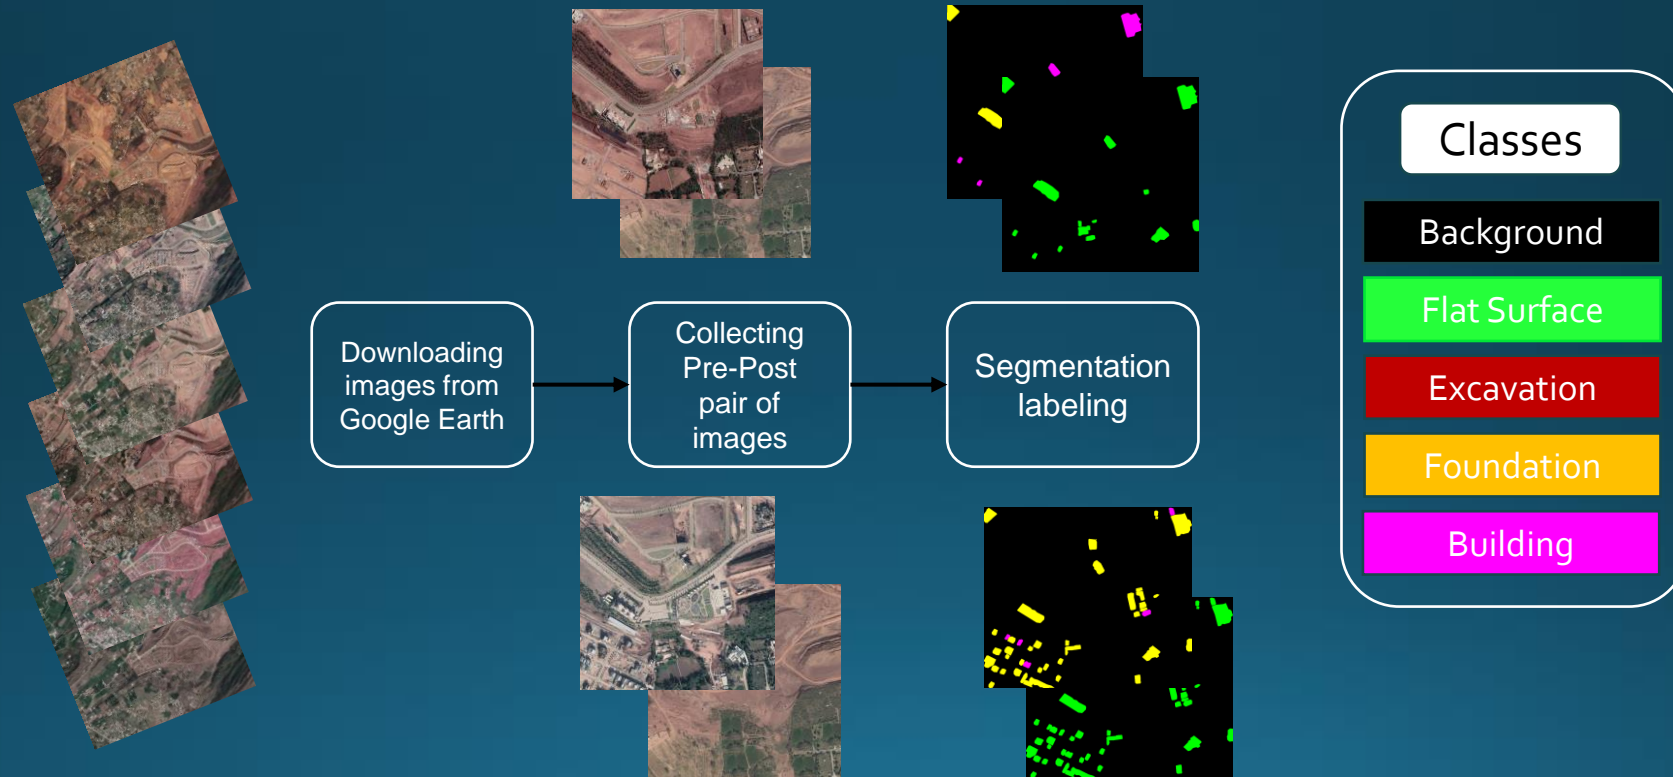 Downloading
images from
Google Earth
Collecting
Pre-Post
pair of
images
Segmentation
labeling
Classes
Background
Flat Surface
Excavation
Foundation
Building